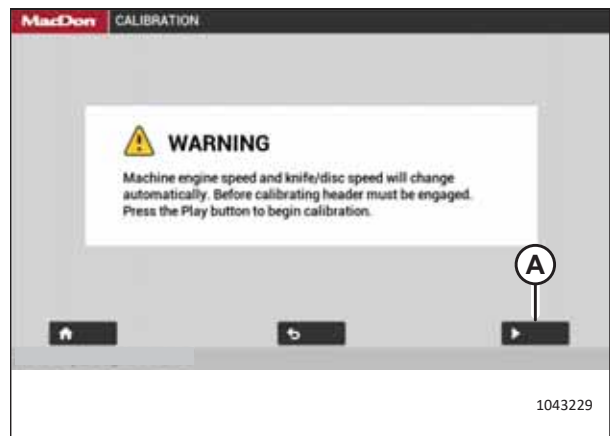 MacDon CALIBRATION
WARNING
Machine engine speed and knife/disc speed will change
automatically. Before calibrating header must be engaged.
Press the Play button to begin calibration.
A
1043229